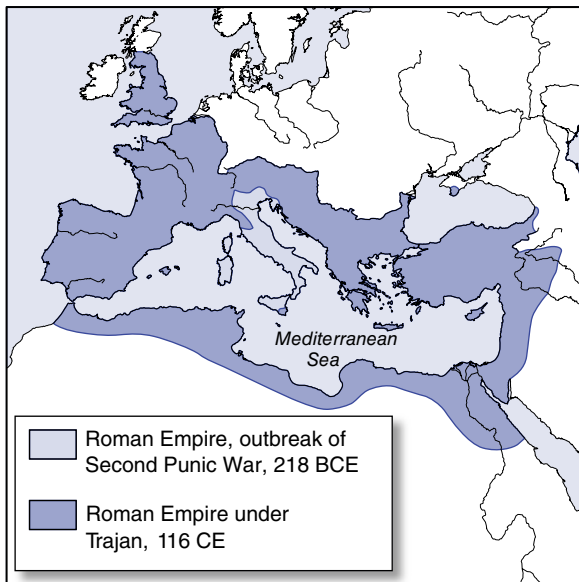 Mediterranean
Sea
Roman Empire, outbreak of
Second Punic War, 218 BCE
Roman Empire under
Trajan, 116 CE